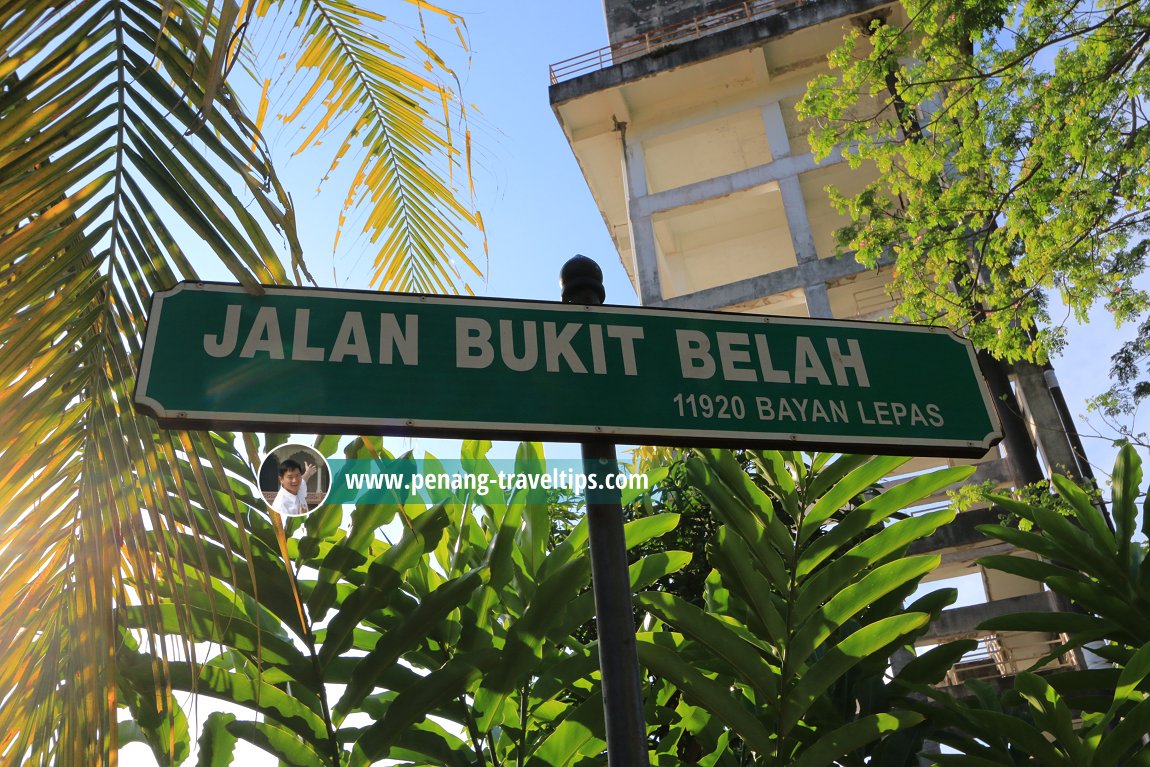 JALAN BUKIT BELAH
11920 BAYAN LEPAS
www.penang-traveltips.com